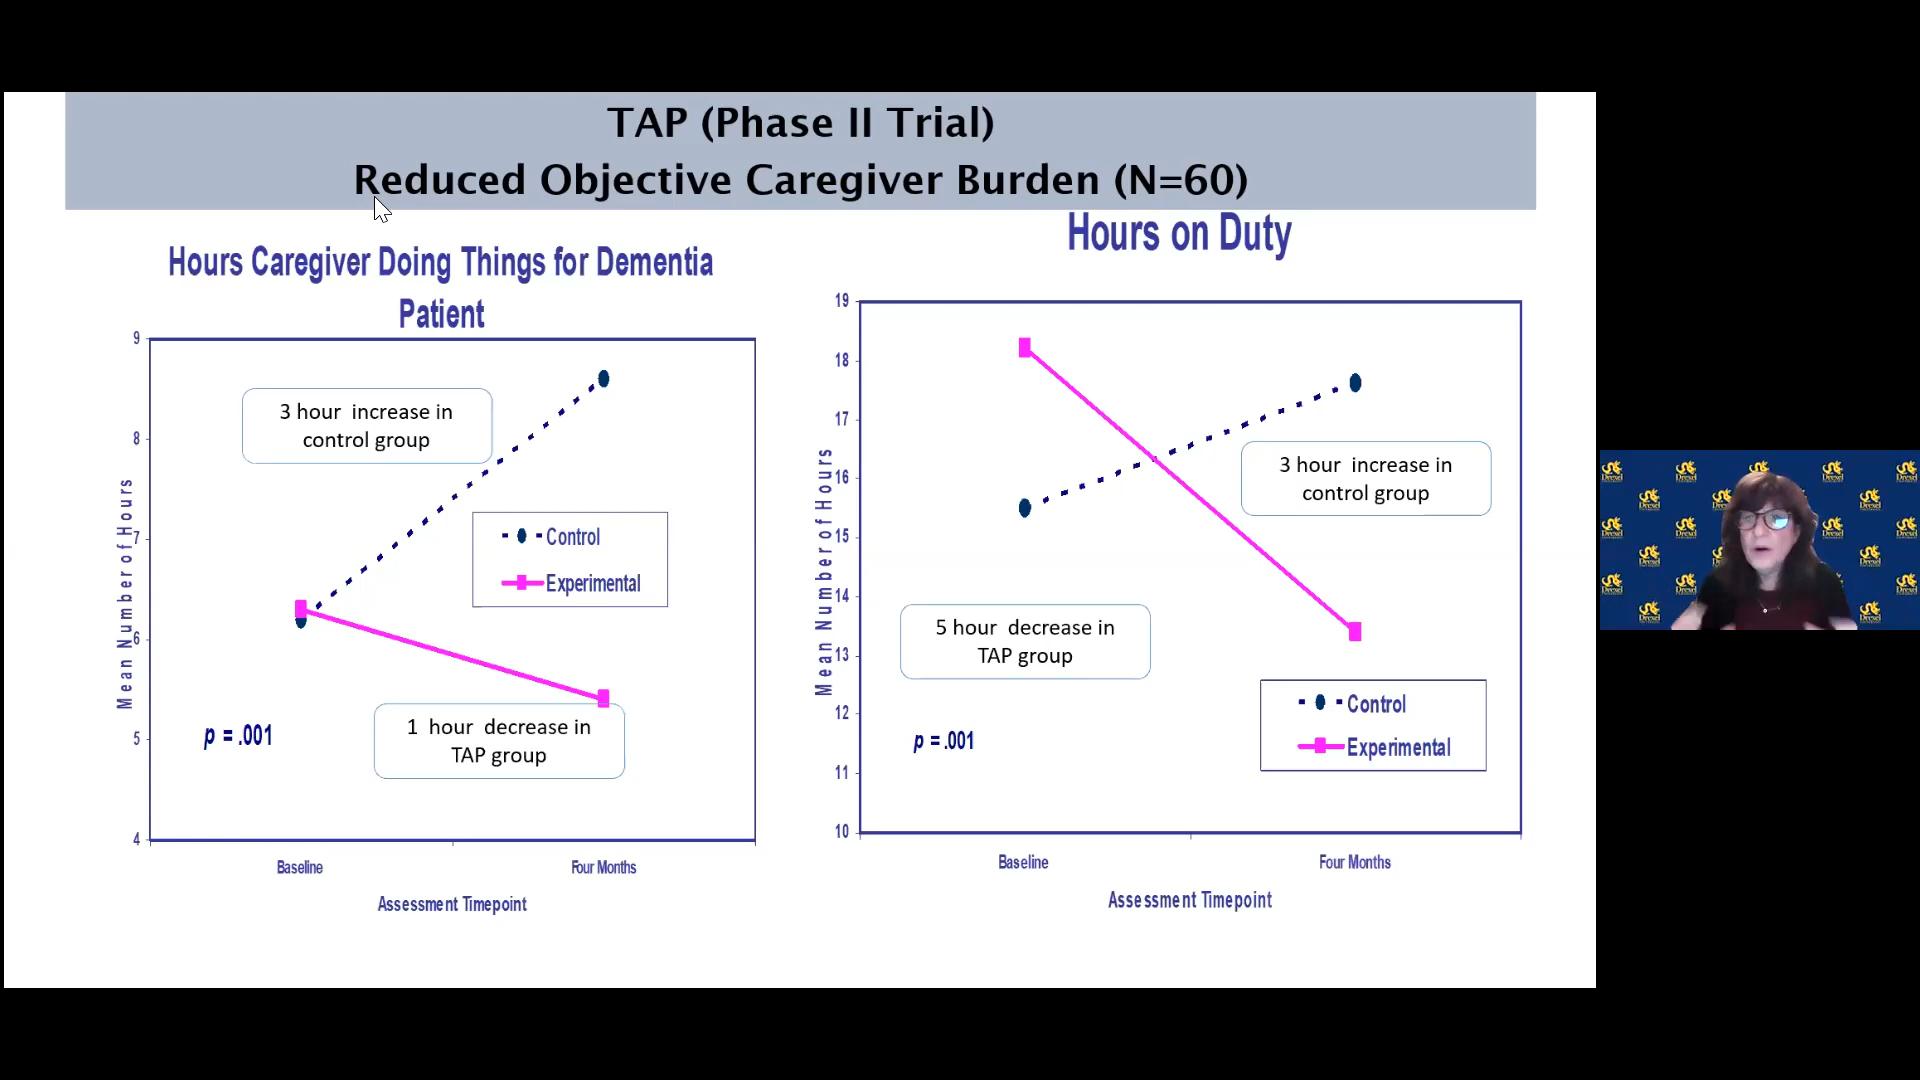 TAP (Phase II Trial)
Reduced Objective Caregiver Burden (N=60)
Hours Caregiver Doing Things for Dementia
Patient
9
8
7
6
5
4
Mean Number of Hours
3 hour increase in
control group
Control
Experimental
1 hour decrease in
TAP group
p = .001
Baseline
Four Months
Assessment Timepoint
Hours on Duty
19
18
17
16
15
14
13
12
11
10
Mean Number of Hours
3 hour increase in
control group
5 hour decrease in
TAP group
p = .001
Control
Experimental
Baseline
Four Months
Assessment Timepoint
Drexel